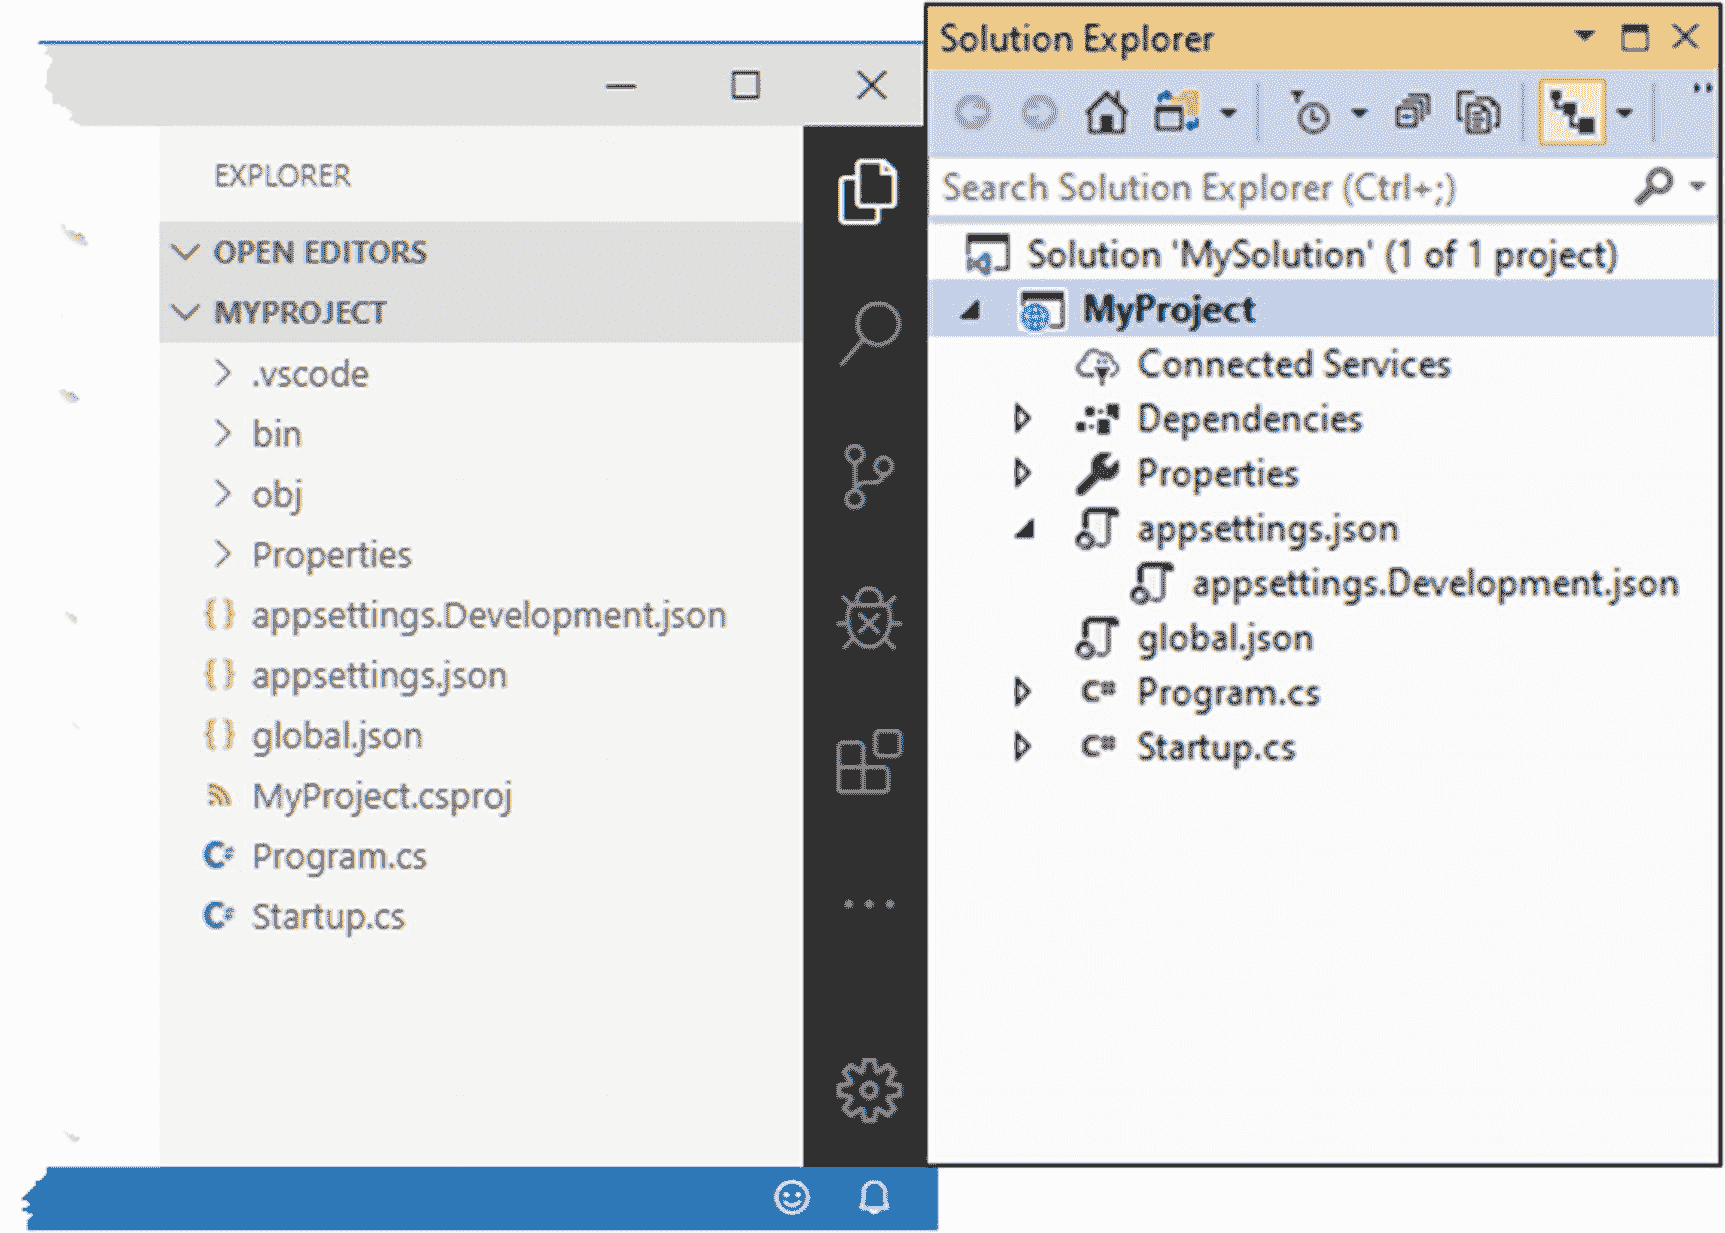 EXPLORER
OPEN EDITORS
MYPROJECT
.vscode
bin
obj
Properties
appsettings.Development.json
appsettings.json
global.json
MyProject.csproj
C# Program.cs
C# Startup.cs
Solution Explorer
Search Solution Explorer (Ctrl+;)
Solution 'MySolution' (1 of 1 project)
MyProject
Connected Services
Dependencies
Properties
appsettings.json
appsettings.Development.json
global.json
C# Program.cs
C# Startup.cs